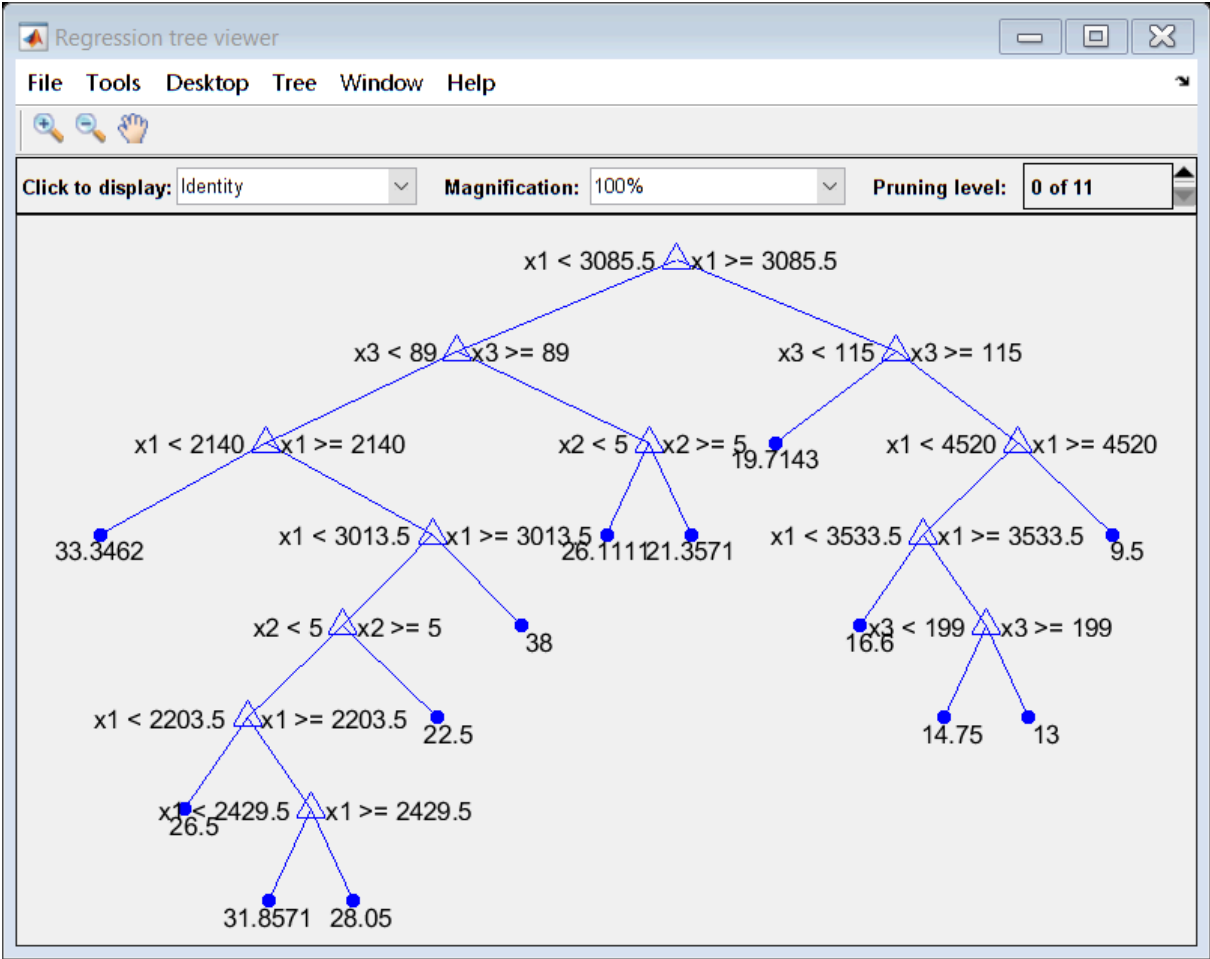 Regression tree viewer
File Tools Desktop Tree Window Help
Click to display: Identity Magnification: 100% Pruning level: 0 of 11
x1 < 3085.5 x1 >= 3085.5
x3 < 89 x3 >= 89 x3 < 115 x3 >= 115
x1 < 2140 x1 >= 2140 x2 < 5 x2 >= 5 19.7143 x1 < 4520 x1 >= 4520
33.3462 x1 < 3013.5 x1 >= 3013.5 26.1111 21.3571 x1 < 3533.5 x1 >= 3533.5 9.5
x2 < 5 x2 >= 5 38 16.6 x3 < 199 x3 >= 199
x1 < 2203.5 x1 >= 2203.5 22.5 14.75 13
26.5 x1 < 2429.5 x1 >= 2429.5
31.8571 28.05